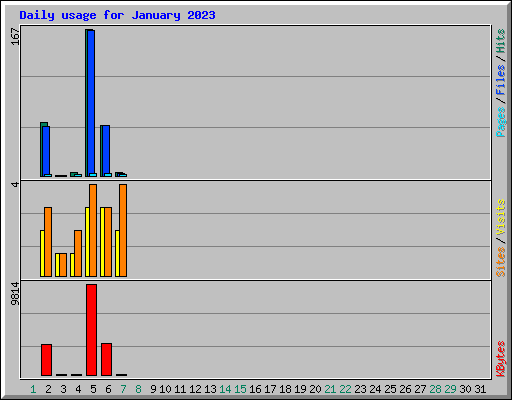 Daily usage for January 2023
167
Pages / Files / Hits
4
Sites / Visits
9814
KBytes
1 2 3 4 5 6 7 8 9 10 11 12 13 14 15 16 17 18 19 20 21 22 23 24 25 26 27 28 29 30 31